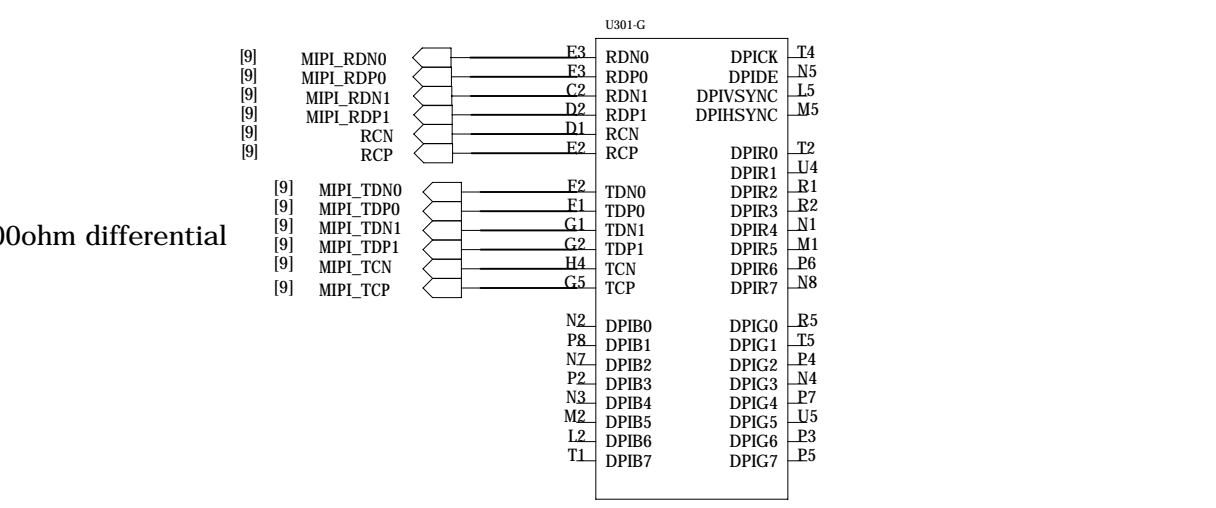 U301-G
[9] MIPI_RDN0 E3 RDN0 DPICK T4
[9] MIPI_RDP0 E3 RDP0 DPIDE N5
[9] MIPI_RDN1 C2 RDN1 DPIVSYNC L5
[9] MIPI_RDP1 D2 RDP1 DPIHSYNC M5
[9] RCN D1 RCN
[9] RCP E2 RCP DPIR0 T2
DPIR1 U4
[9] MIPI_TDN0 F2 TDN0 DPIR2 R1
[9] MIPI_TDP0 F1 TDP0 DPIR3 R2
00ohm differential
[9] MIPI_TDN1 G1 TDN1 DPIR4 N1
[9] MIPI_TDP1 G2 TDP1 DPIR5 M1
[9] MIPI_TCN H4 TCN DPIR6 P6
[9] MIPI_TCP G5 TCP DPIR7 N8
N2 DPIB0 DPIG0 R5
P8 DPIB1 DPIG1 T5
N7 DPIB2 DPIG2 P4
P2 DPIB3 DPIG3 N4
N3 DPIB4 DPIG4 P7
M2 DPIB5 DPIG5 U5
L2 DPIB6 DPIG6 P3
T1 DPIB7 DPIG7 P5